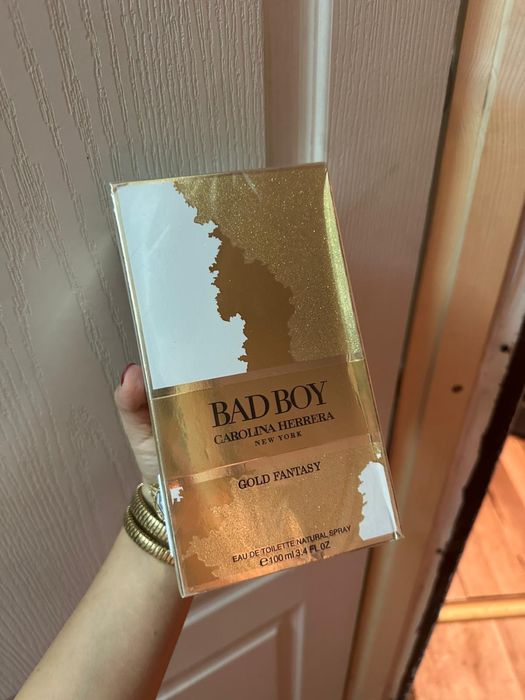 BAD BOY
CAROLINA HERRERA
NEW YORK
GOLD FANTASY
EAU DE TOILETTE NATURAL SPRAY
℮100 ml 3.4 FL OZ